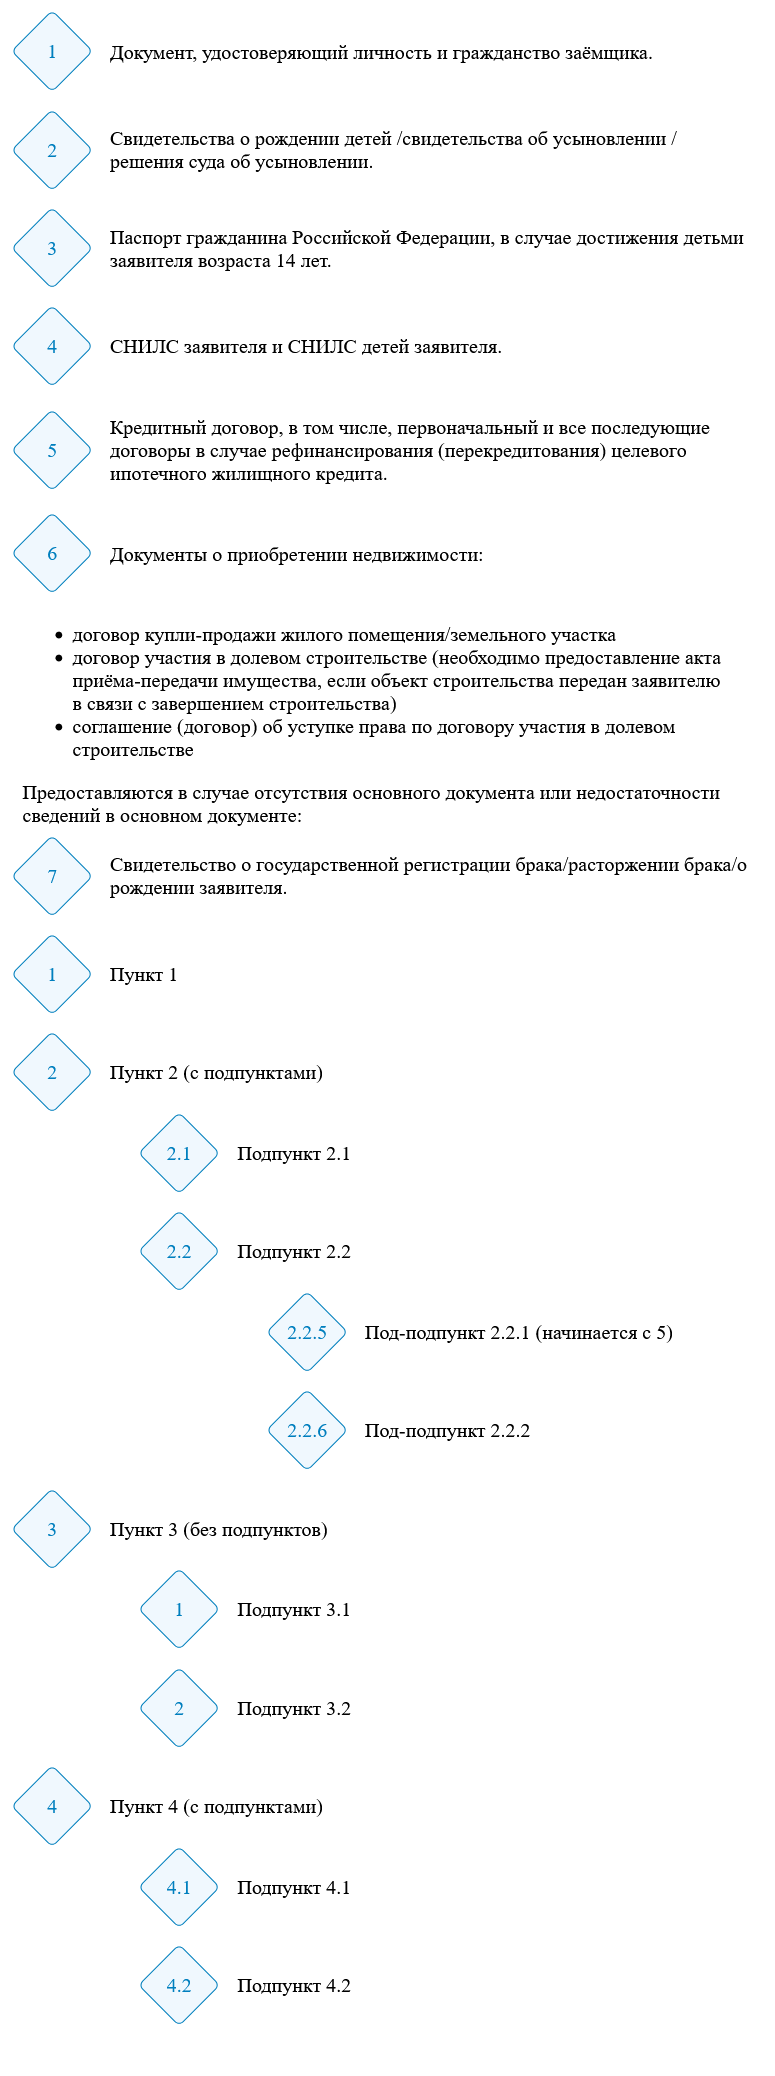 1 Документ, удостоверяющий личность и гражданство заёмщика.
2 Свидетельства о рождении детей /свидетельства об усыновлении /
решения суда об усыновлении.
3 Паспорт гражданина Российской Федерации, в случае достижения детьми
заявителя возраста 14 лет.
4 СНИЛС заявителя и СНИЛС детей заявителя.
5 Кредитный договор, в том числе, первоначальный и все последующие
договоры в случае рефинансирования (перекредитования) целевого
ипотечного жилищного кредита.
6 Документы о приобретении недвижимости:
• договор купли-продажи жилого помещения/земельного участка
• договор участия в долевом строительстве (необходимо предоставление акта
приёма-передачи имущества, если объект строительства передан заявителю
в связи с завершением строительства)
• соглашение (договор) об уступке права по договору участия в долевом
строительстве
Предоставляются в случае отсутствия основного документа или недостаточности
сведений в основном документе:
7 Свидетельство о государственной регистрации брака/расторжении брака/о
рождении заявителя.
1 Пункт 1
2 Пункт 2 (с подпунктами)
2.1 Подпункт 2.1
2.2 Подпункт 2.2
2.2.5 Под-подпункт 2.2.1 (начинается с 5)
2.2.6 Под-подпункт 2.2.2
3 Пункт 3 (без подпунктов)
1 Подпункт 3.1
2 Подпункт 3.2
4 Пункт 4 (с подпунктами)
4.1 Подпункт 4.1
4.2 Подпункт 4.2